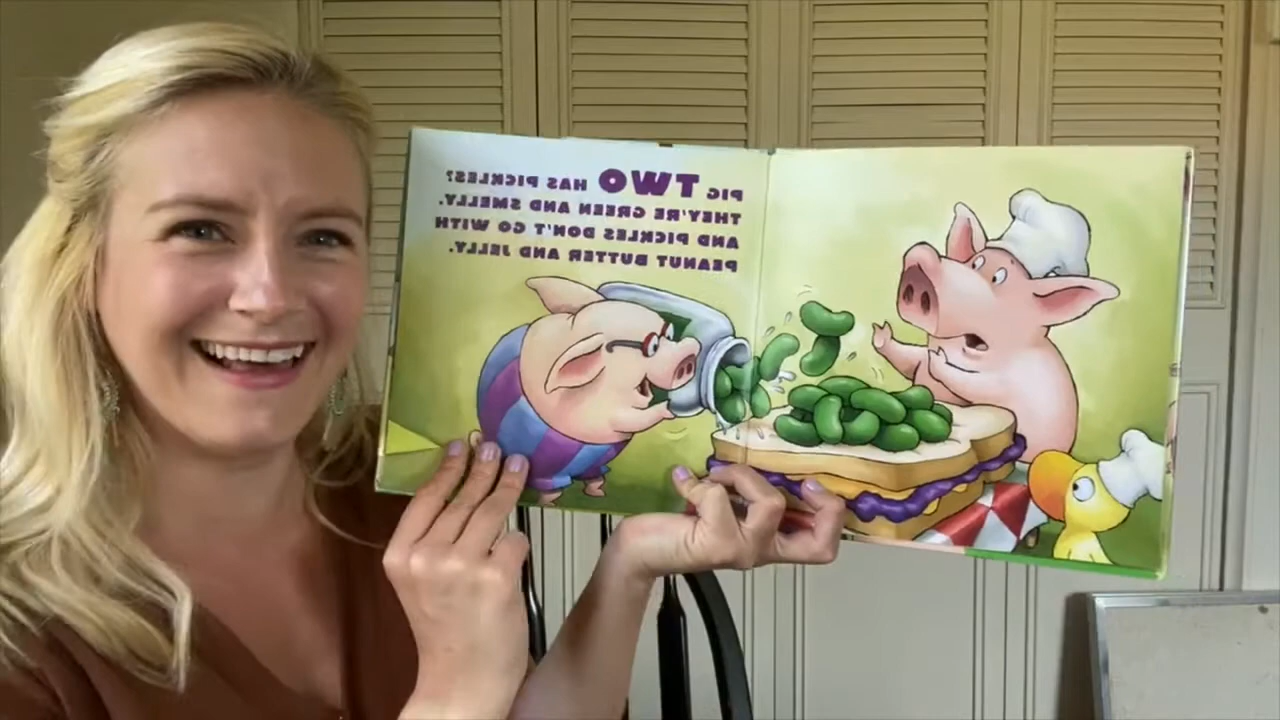 PIG TWO HAS PICKLES?
THEY'RE GREEN AND SMELLY.
AND PICKLES DON'T GO WITH
PEANUT BUTTER AND JELLY.